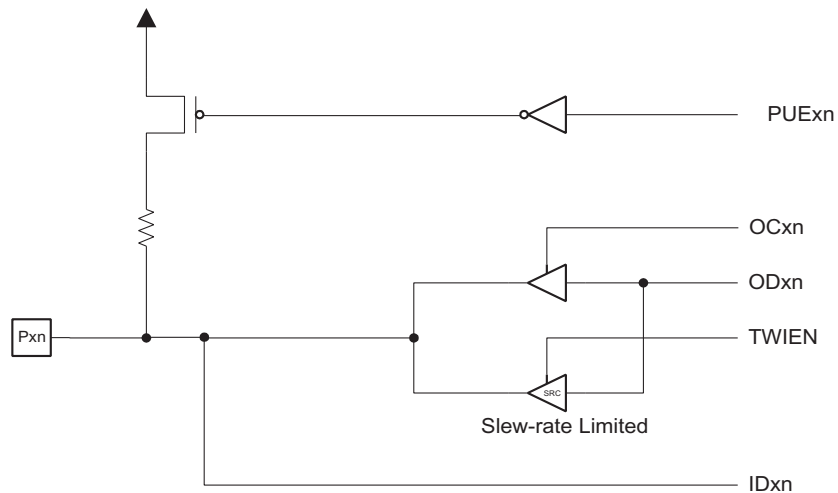 PUExn
OCxn
ODxn
Pxn
TWIEN
SRC
Slew-rate Limited
IDxn